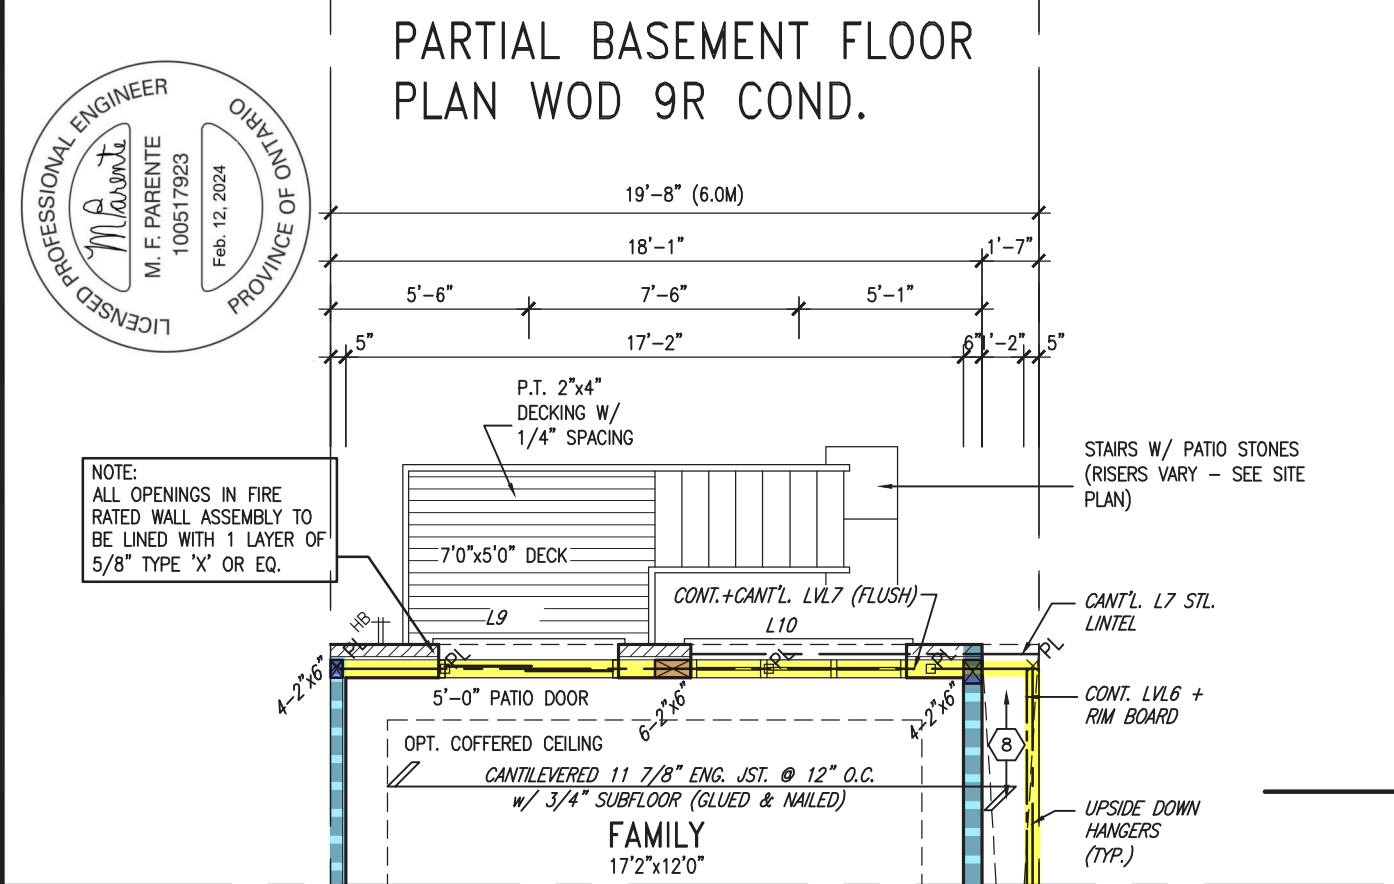 PARTIAL BASEMENT FLOOR
PLAN WOD 9R COND.
LICENSED PROFESSIONAL ENGINEER
PROVINCE OF ONTARIO
M Parente
M. F. PARENTE
100517923
Feb. 12, 2024
19'-8" (6.0M)
18'-1"
1'-7"
5'-6"
7'-6"
5'-1"
5"
17'-2"
6"
1'-2"
5"
P.T. 2"x4"
DECKING W/
1/4" SPACING
STAIRS W/ PATIO STONES
(RISERS VARY – SEE SITE
PLAN)
NOTE:
ALL OPENINGS IN FIRE
RATED WALL ASSEMBLY TO
BE LINED WITH 1 LAYER OF
5/8" TYPE 'X' OR EQ.
7'0"x5'0" DECK
CONT.+CANT'L. LVL7 (FLUSH)
CANT'L. L7 STL.
LINTEL
HB
L9
L10
PL
PL
PL
PL
PL
4-2"x6"
5'-0" PATIO DOOR
6-2"x6"
4-2"x6"
CONT. LVL6 +
RIM BOARD
8
OPT. COFFERED CEILING
CANTILEVERED 11 7/8" ENG. JST. @ 12" O.C.
w/ 3/4" SUBFLOOR (GLUED & NAILED)
UPSIDE DOWN
HANGERS
(TYP.)
FAMILY
17'2"x12'0"